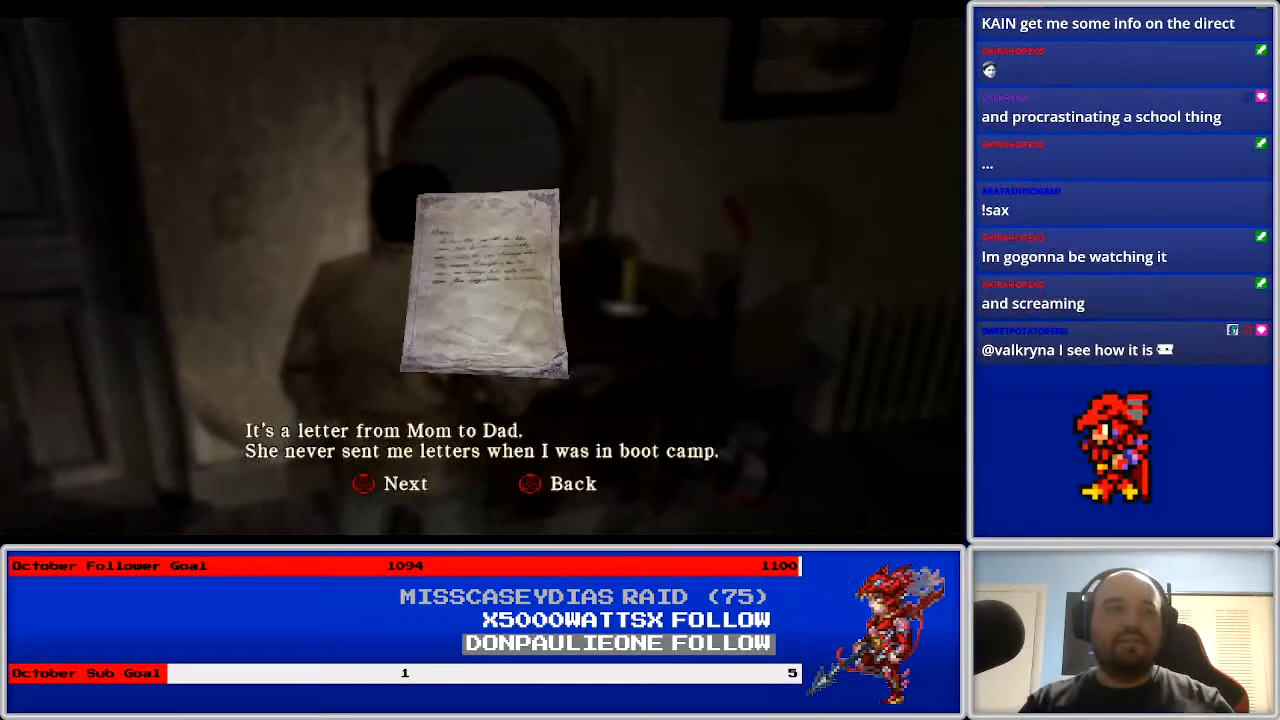 It's a letter from Mom to Dad.
She never sent me letters when I was in boot camp.
Next Back
October Follower Goal 1094 1100
MISSCASEYDIAS RAID (75)
X5000WATTSX FOLLOW
DONPAULIEONE FOLLOW
October Sub Goal 1 5
KAIN get me some info on the direct
and procrastinating a school thing
...
!sax
Im gogonna be watching it
and screaming
@valkryna I see how it is